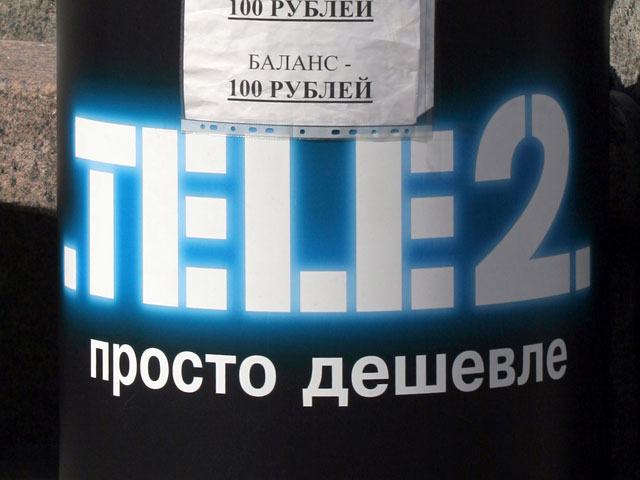 100 РУБЛЕЙ
БАЛАНС -
100 РУБЛЕЙ
TELE2
просто дешевле